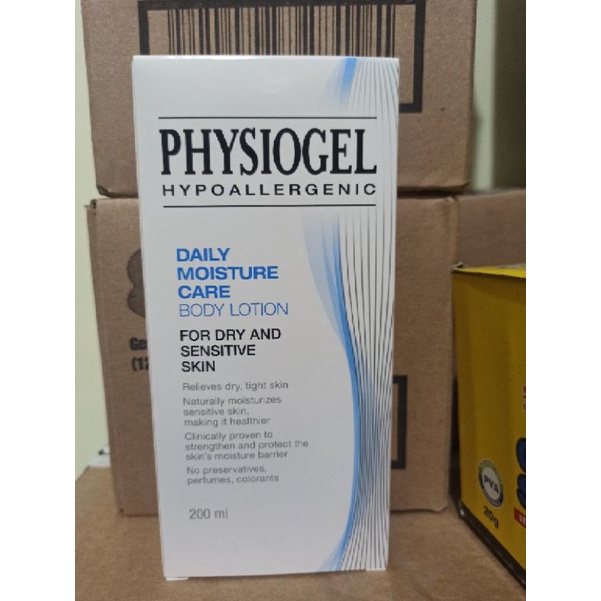 PHYSIOGEL
HYPOALLERGENIC
DAILY
MOISTURE
CARE
BODY LOTION
FOR DRY AND
SENSITIVE
SKIN
Relieves dry, tight skin
Naturally moisturizes
sensitive skin,
making it healthier
Clinically proven to
strengthen and protect the
skin's moisture barrier
No preservatives,
perfumes, colorants
200 ml
PVA
20g